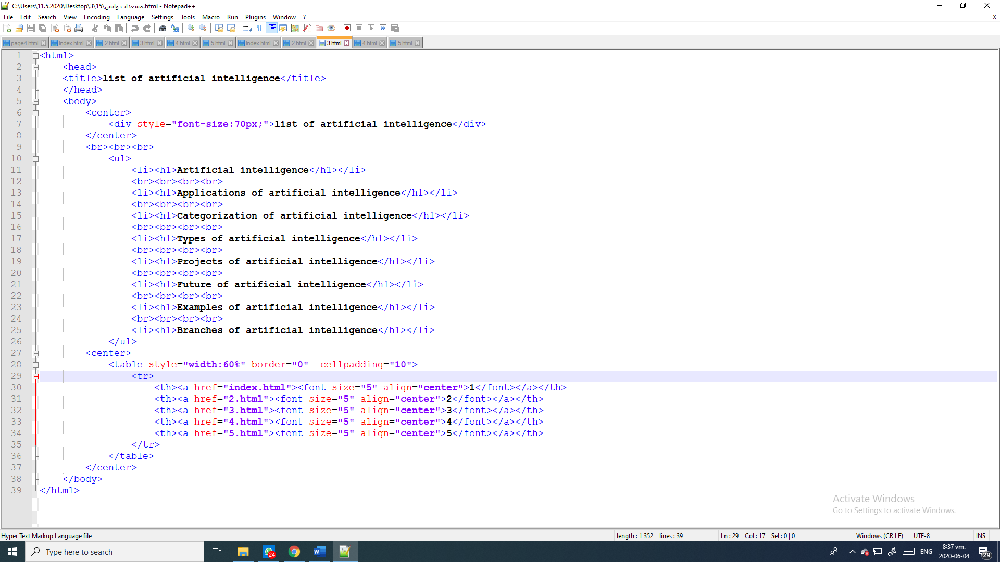 C:\Users\11.5.2020\Desktop\3\15\مسعدات واتس.html - Notepad++
File Edit Search View Encoding Language Settings Tools Macro Run Plugins Window ? X
page4.html index.html 2.html 3.html 4.html 5.html index.html 2.html 3.html 4.html 5.html
1 <html>
2 <head>
3 <title>list of artificial intelligence</title>
4 </head>
5 <body>
6 <center>
7 <div style="font-size:70px;">list of artificial intelligence</div>
8 </center>
9 <br><br><br>
10 <ul>
11 <li><h1>Artificial intelligence</h1></li>
12 <br><br><br><br>
13 <li><h1>Applications of artificial intelligence</h1></li>
14 <br><br><br><br>
15 <li><h1>Categorization of artificial intelligence</h1></li>
16 <br><br><br><br>
17 <li><h1>Types of artificial intelligence</h1></li>
18 <br><br><br><br>
19 <li><h1>Projects of artificial intelligence</h1></li>
20 <br><br><br><br>
21 <li><h1>Future of artificial intelligence</h1></li>
22 <br><br><br><br>
23 <li><h1>Examples of artificial intelligence</h1></li>
24 <br><br><br><br>
25 <li><h1>Branches of artificial intelligence</h1></li>
26 </ul>
27 <center>
28 <table style="width:60%" border="0"  cellpadding="10">
29 <tr>
30 <th><a href="index.html"><font size="5" align="center">1</font></a></th>
31 <th><a href="2.html"><font size="5" align="center">2</font></a></th>
32 <th><a href="3.html"><font size="5" align="center">3</font></a></th>
33 <th><a href="4.html"><font size="5" align="center">4</font></a></th>
34 <th><a href="5.html"><font size="5" align="center">5</font></a></th>
35 </tr>
36 </table>
37 </center>
38 </body>
39 </html>
Activate Windows
Go to Settings to activate Windows.
Hyper Text Markup Language file length : 1 352 lines : 39 Ln : 29 Col : 17 Sel : 0 | 0 Windows (CR LF) UTF-8 INS
Type here to search 24 ENG 8:37 vm. 29
2020-06-04